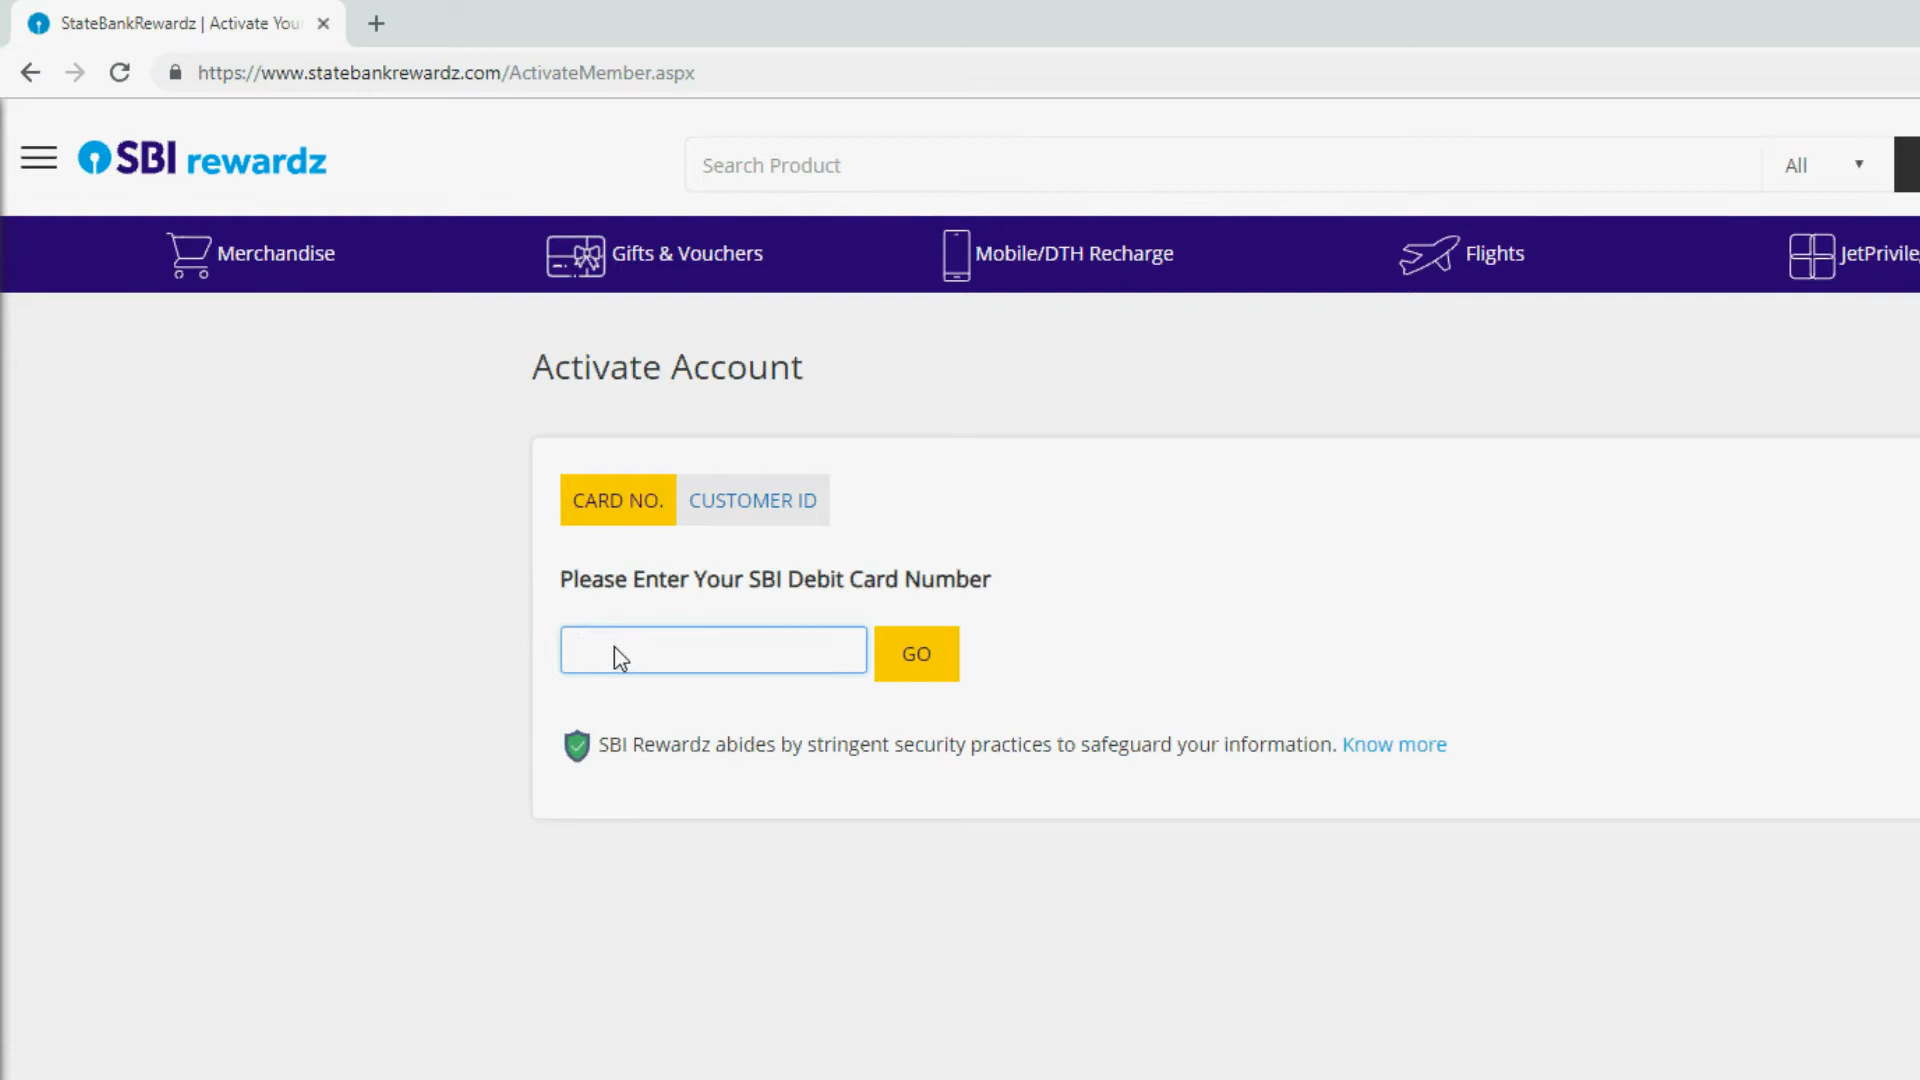 StateBankRewardz | Activate You
https://www.statebankrewardz.com/ActivateMember.aspx
SBI rewardz
Search Product
All
Merchandise
Gifts & Vouchers
Mobile/DTH Recharge
Flights
JetPrivile
Activate Account
CARD NO.
CUSTOMER ID
Please Enter Your SBI Debit Card Number
GO
SBI Rewardz abides by stringent security practices to safeguard your information. Know more